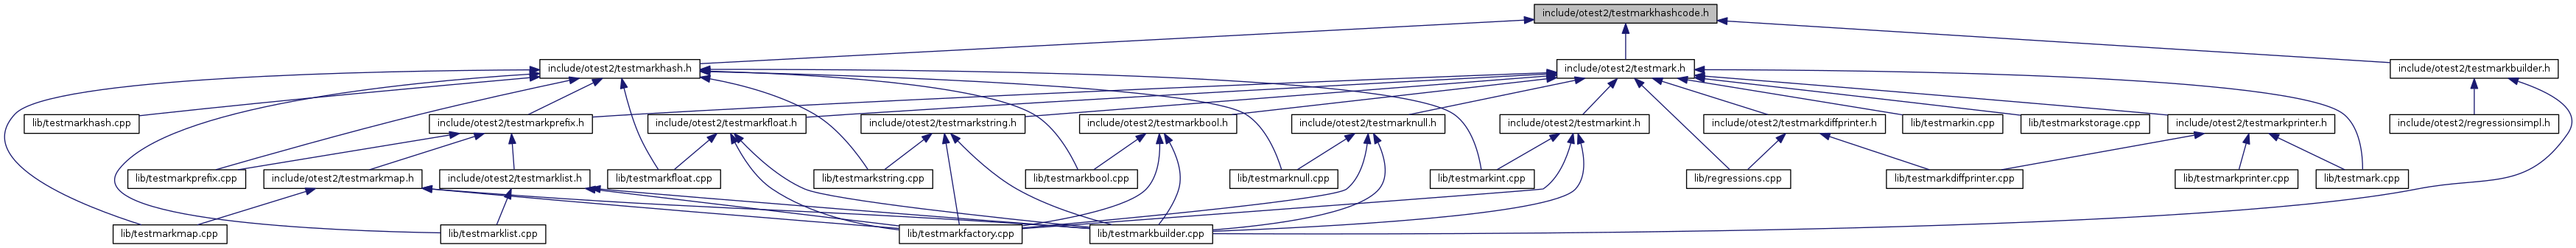 include/otest2/testmarkhashcode.h
include/otest2/testmarkhash.h
include/otest2/testmark.h
include/otest2/testmarkbuilder.h
lib/testmarkhash.cpp
include/otest2/testmarkprefix.h
include/otest2/testmarkfloat.h
include/otest2/testmarkstring.h
include/otest2/testmarkbool.h
include/otest2/testmarknull.h
include/otest2/testmarkint.h
include/otest2/testmarkdiffprinter.h
lib/testmarkin.cpp
lib/testmarkstorage.cpp
include/otest2/testmarkprinter.h
include/otest2/regressionsimpl.h
lib/testmarkprefix.cpp
include/otest2/testmarkmap.h
include/otest2/testmarklist.h
lib/testmarkfloat.cpp
lib/testmarkstring.cpp
lib/testmarkbool.cpp
lib/testmarknull.cpp
lib/testmarkint.cpp
lib/regressions.cpp
lib/testmarkdiffprinter.cpp
lib/testmarkprinter.cpp
lib/testmark.cpp
lib/testmarkmap.cpp
lib/testmarklist.cpp
lib/testmarkfactory.cpp
lib/testmarkbuilder.cpp